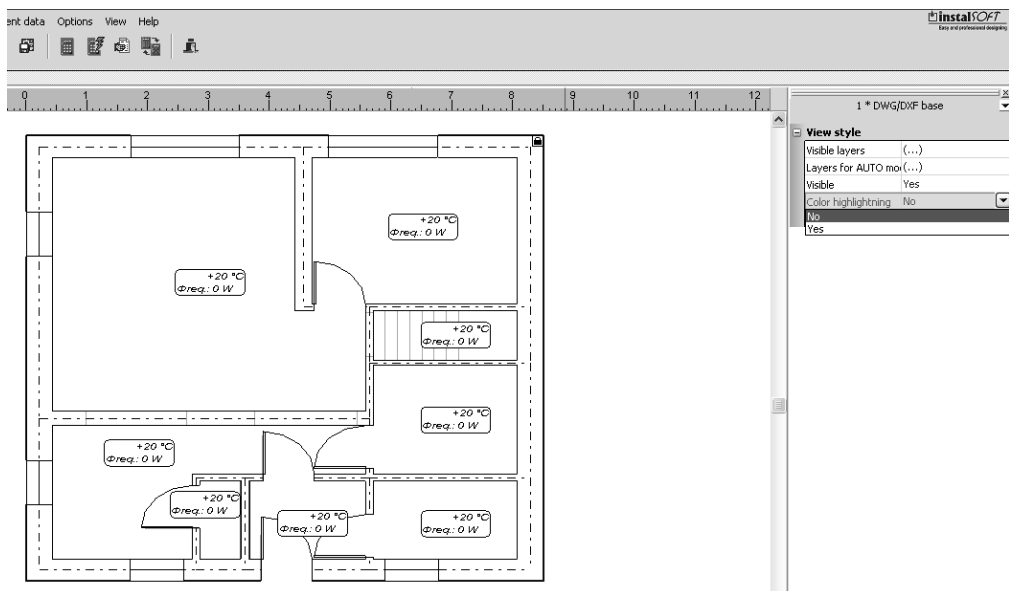 ent data Options View Help
instalSOFT
Easy and professional designing
0 1 2 3 4 5 6 7 8 9 10 11 12
1 * DWG/DXF base
View style
Visible layers (...)
Layers for AUTO mo (...)
Visible Yes
Color highlightning No
No
Yes
+20 °C
Φreq.: 0 W
+20 °C
Φreq.: 0 W
+20 °C
Φreq.: 0 W
+20 °C
Φreq.: 0 W
+20 °C
Φreq.: 0 W
+20 °C
Φreq.: 0 W
+20 °C
Φreq.: 0 W
+20 °C
Φreq.: 0 W